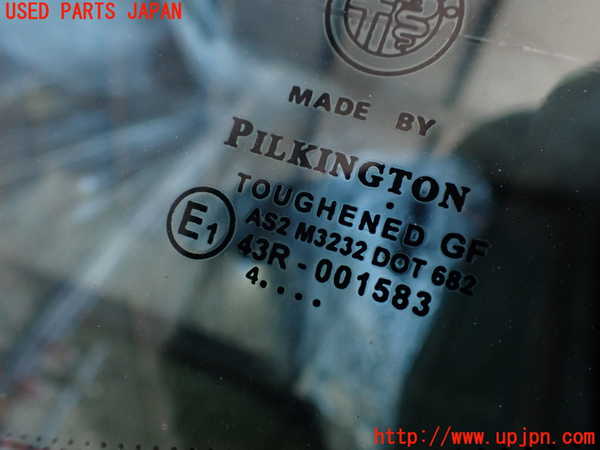 USED PARTS JAPAN
MADE BY
PILKINGTON
TOUGHENED GF
E1
AS2 M3232 DOT 682
43R - 001583
4....
http://www.upjpn.com/